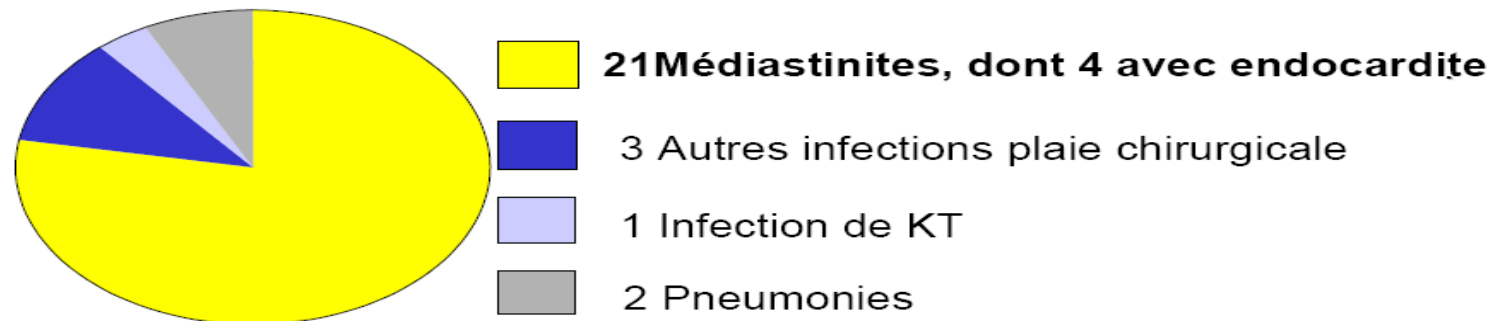 21Médiastinites, dont 4 avec endocardite
3 Autres infections plaie chirurgicale
1 Infection de KT
2 Pneumonies